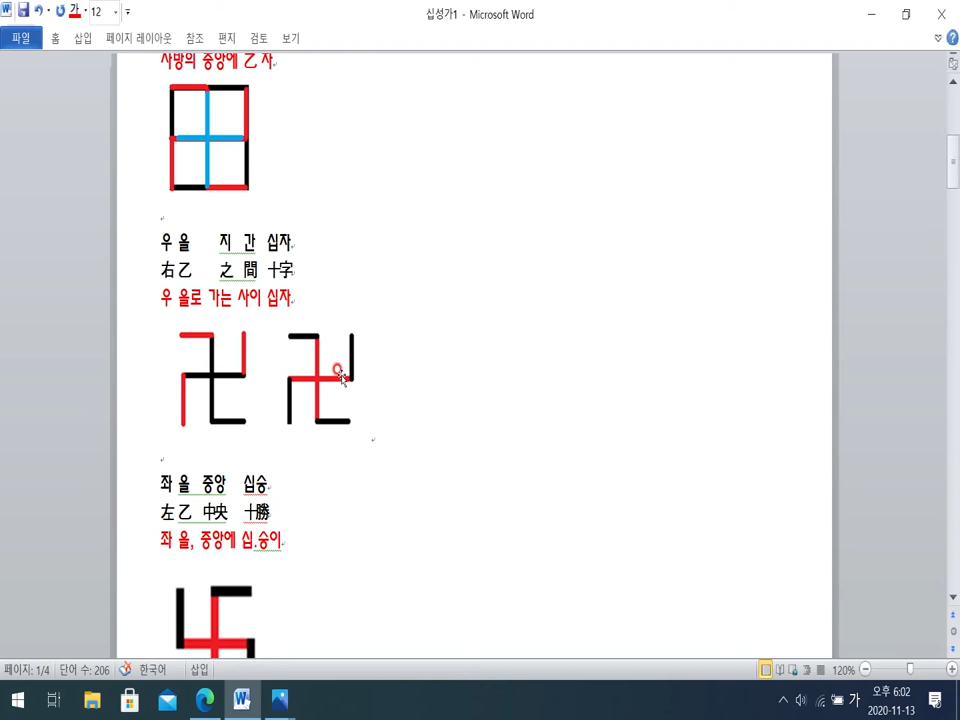 십성가1 - Microsoft Word
가 12
파일 홈 삽입 페이지 레이아웃 참조 편지 검토 보기
사방의 중앙에 乙 자
우 을 지 간 십자
右乙 之 間 十字
우 을로 가는 사이 십자
좌 을 중앙 십승
左乙 中央 十勝
좌 을, 중앙에 십.승이
페이지: 1/4 단어 수: 206 한국어 삽입 120%
가 오후 6:02
2020-11-13